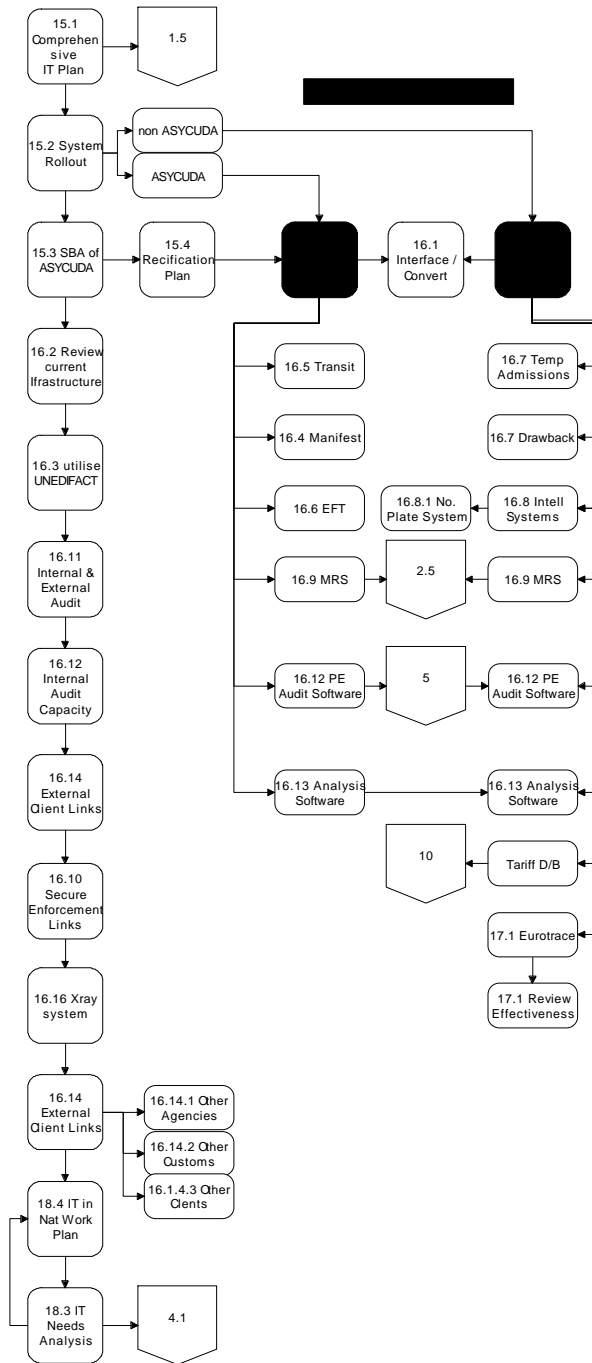 15.1
Comprehen
sive
IT Plan
1.5
15.2 System
Rollout
non ASYCUDA
ASYCUDA
15.3 SBA of
ASYCUDA
15.4
Recification
Plan
16.1
Interface /
Convert
16.2 Review
current
Ifrastructure
16.5 Transit
16.7 Temp
Admissions
16.3 utilise
UNEDIFACT
16.4 Manifest
16.7 Drawback
16.6 EFT
16.8.1 No.
Plate System
16.8 Intell
Systems
16.11
Internal &
External
Audit
16.9 MRS
2.5
16.9 MRS
16.12
Internal
Audit
Capacity
16.12 PE
Audit Software
5
16.12 PE
Audit Software
16.14
External
Client Links
16.13 Analysis
Software
16.13 Analysis
Software
16.10
Secure
Enforcement
Links
10
Tariff D/B
17.1 Eurotrace
16.16 Xray
system
17.1 Review
Effectiveness
16.14
External
Client Links
16.14.1 Other
Agencies
16.14.2 Other
Customs
16.1.4.3 Other
Clents
18.4 IT in
Nat Work
Plan
18.3 IT
Needs
Analysis
4.1